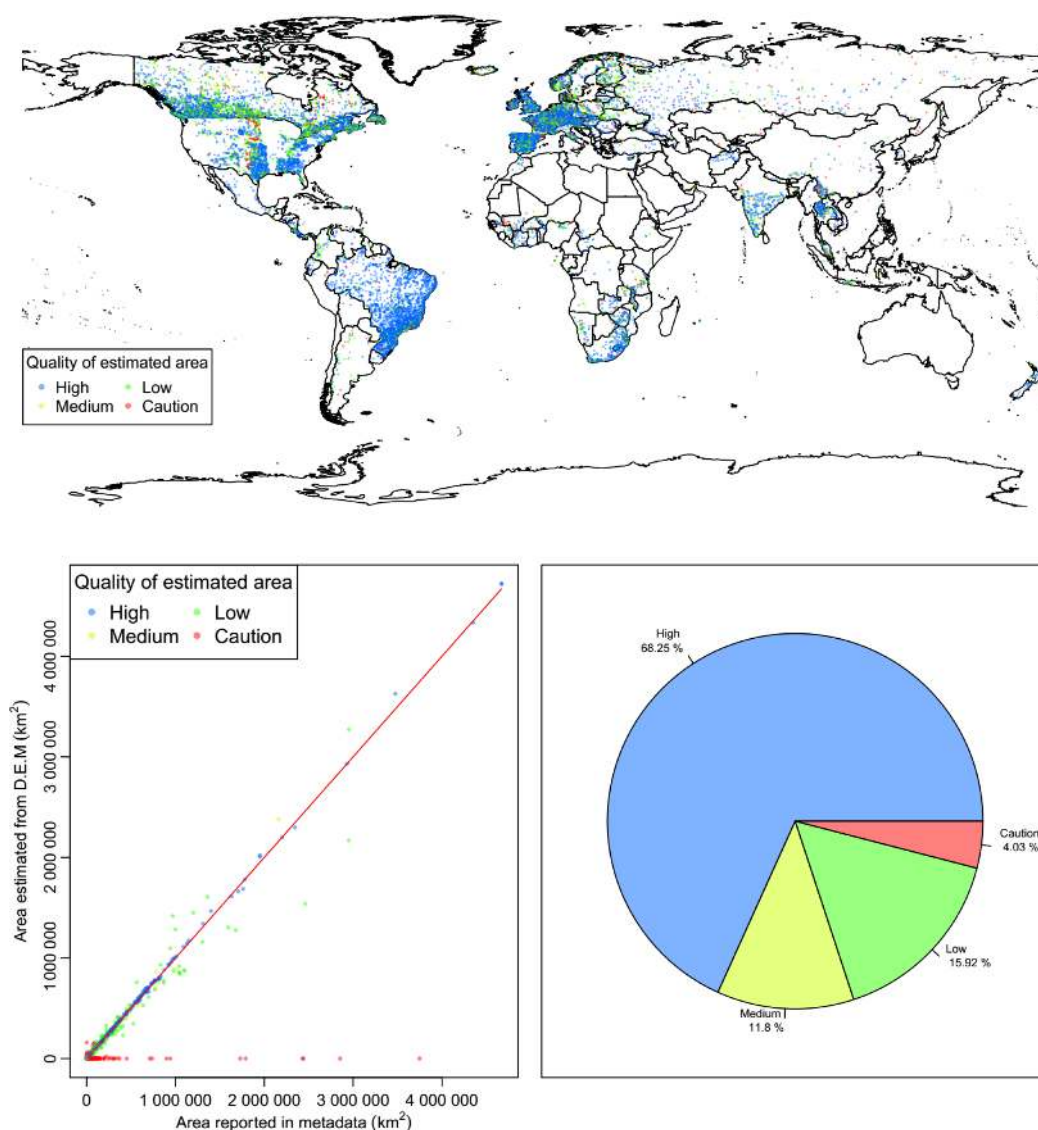 Quality of estimated area
High Low
Medium Caution
Quality of estimated area
High Low
Medium Caution
Area estimated from D.E.M (km²)
4 000 000
3 000 000
2 000 000
1 000 000
0
0 1 000 000 2 000 000 3 000 000 4 000 000
Area reported in metadata (km²)
High
68.25 %
Caution
4.03 %
Low
15.92 %
Medium
11.8 %